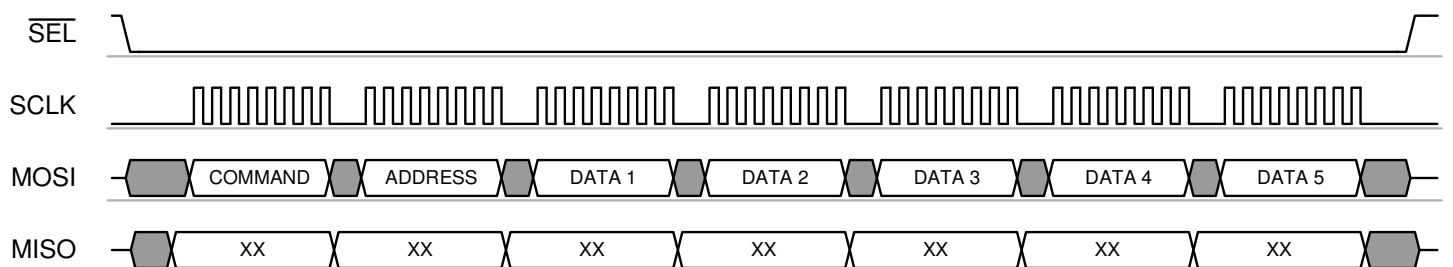 SEL
SCLK
MOSI COMMAND ADDRESS DATA 1 DATA 2 DATA 3 DATA 4 DATA 5
MISO XX XX XX XX XX XX XX